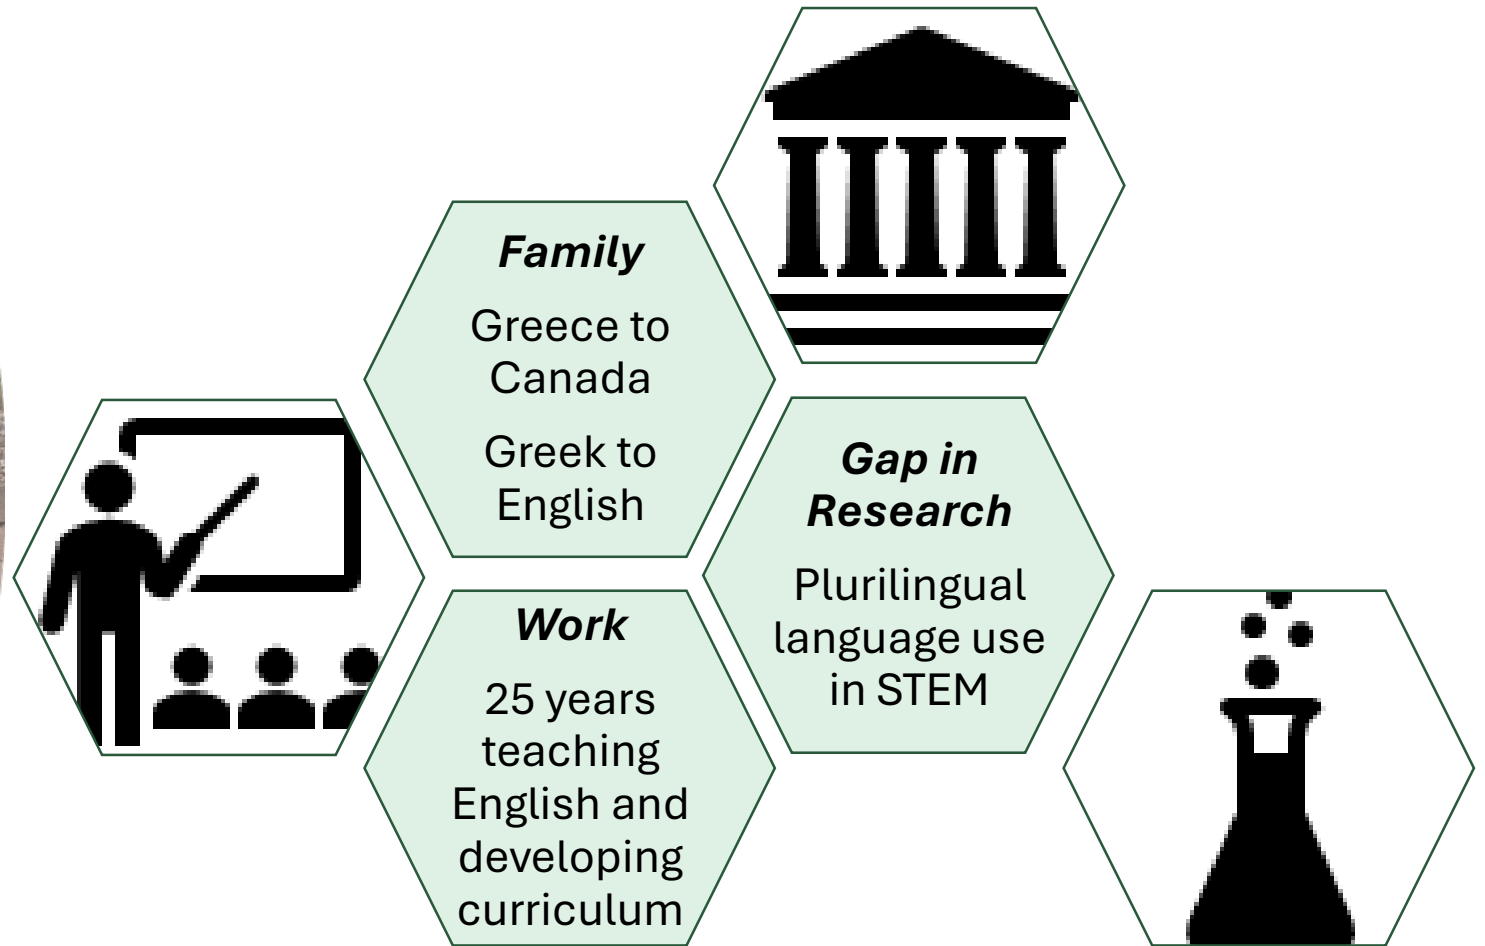 Family
Greece to
Canada
Greek to
English
Gap in
Research
Plurilingual
language use
in STEM
Work
25 years
teaching
English and
developing
curriculum